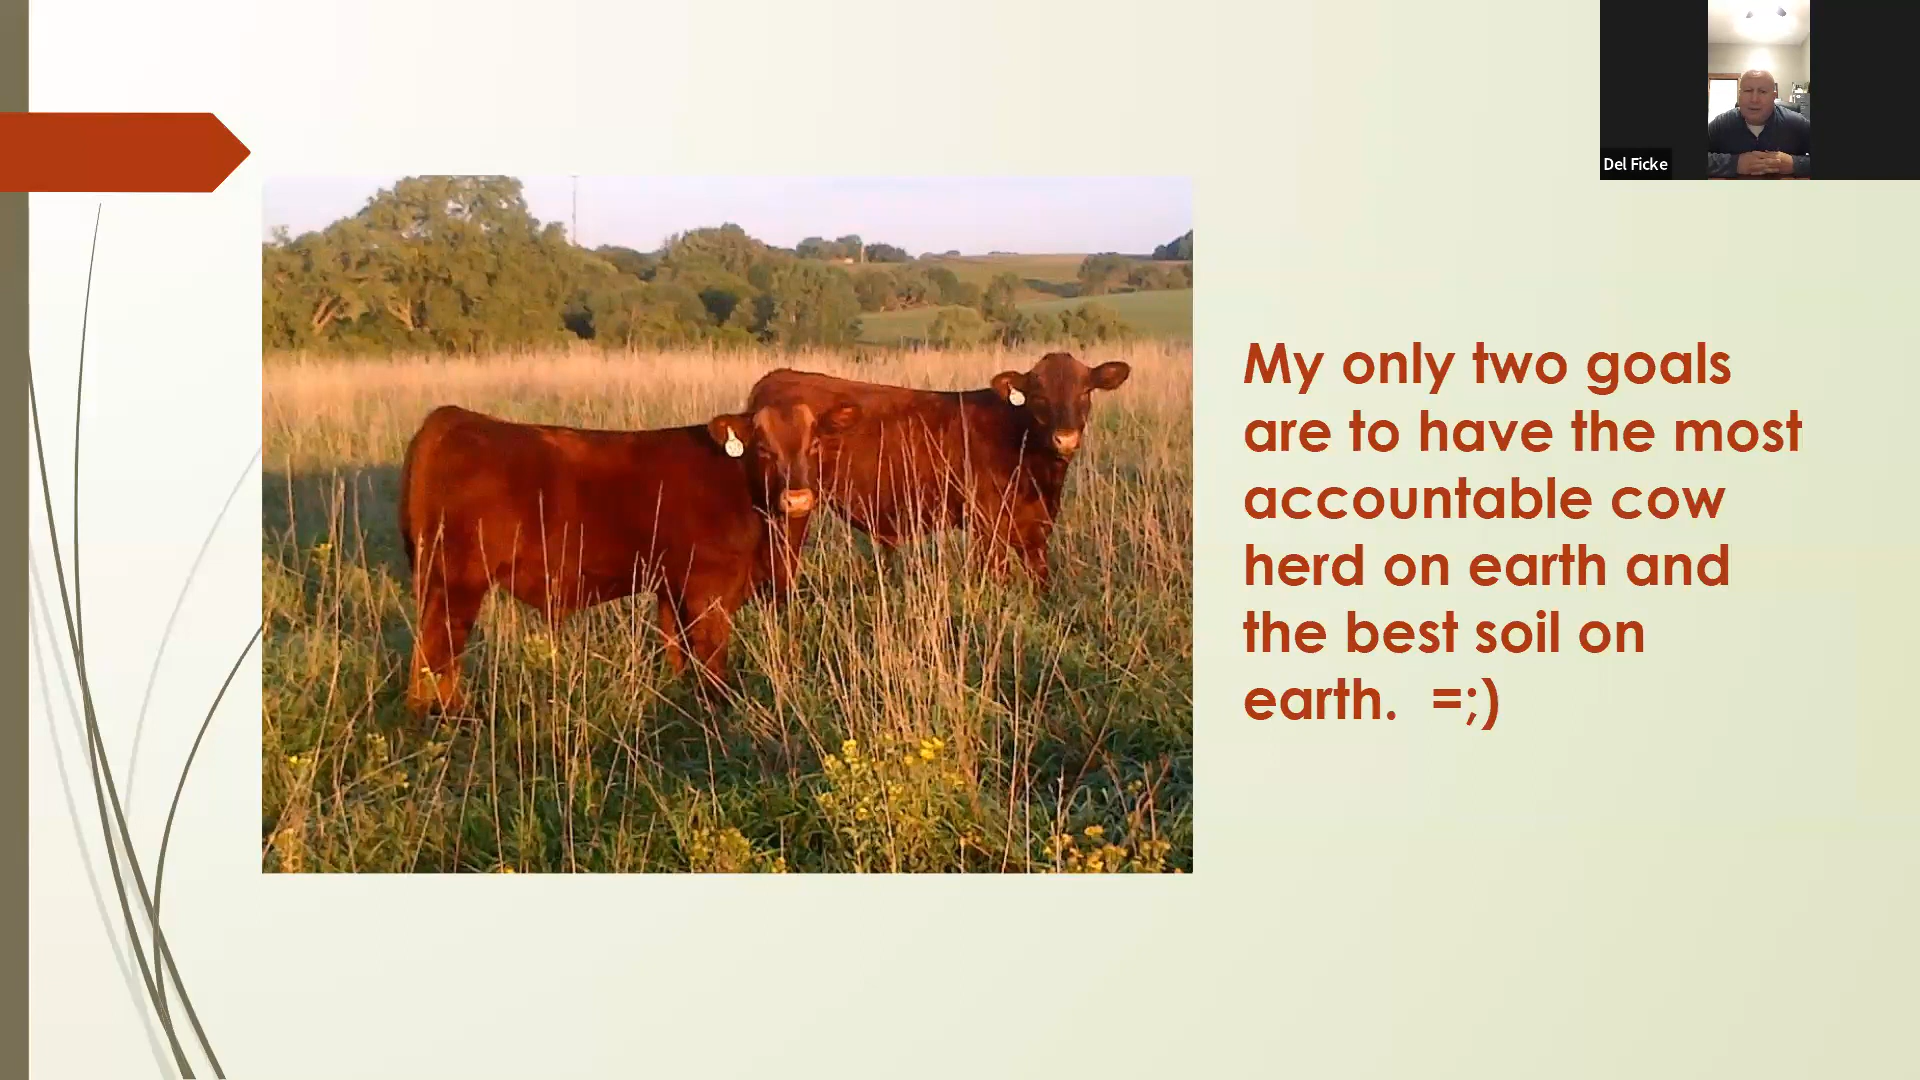 Del Ficke
My only two goals
are to have the most
accountable cow
herd on earth and
the best soil on
earth.  =;)